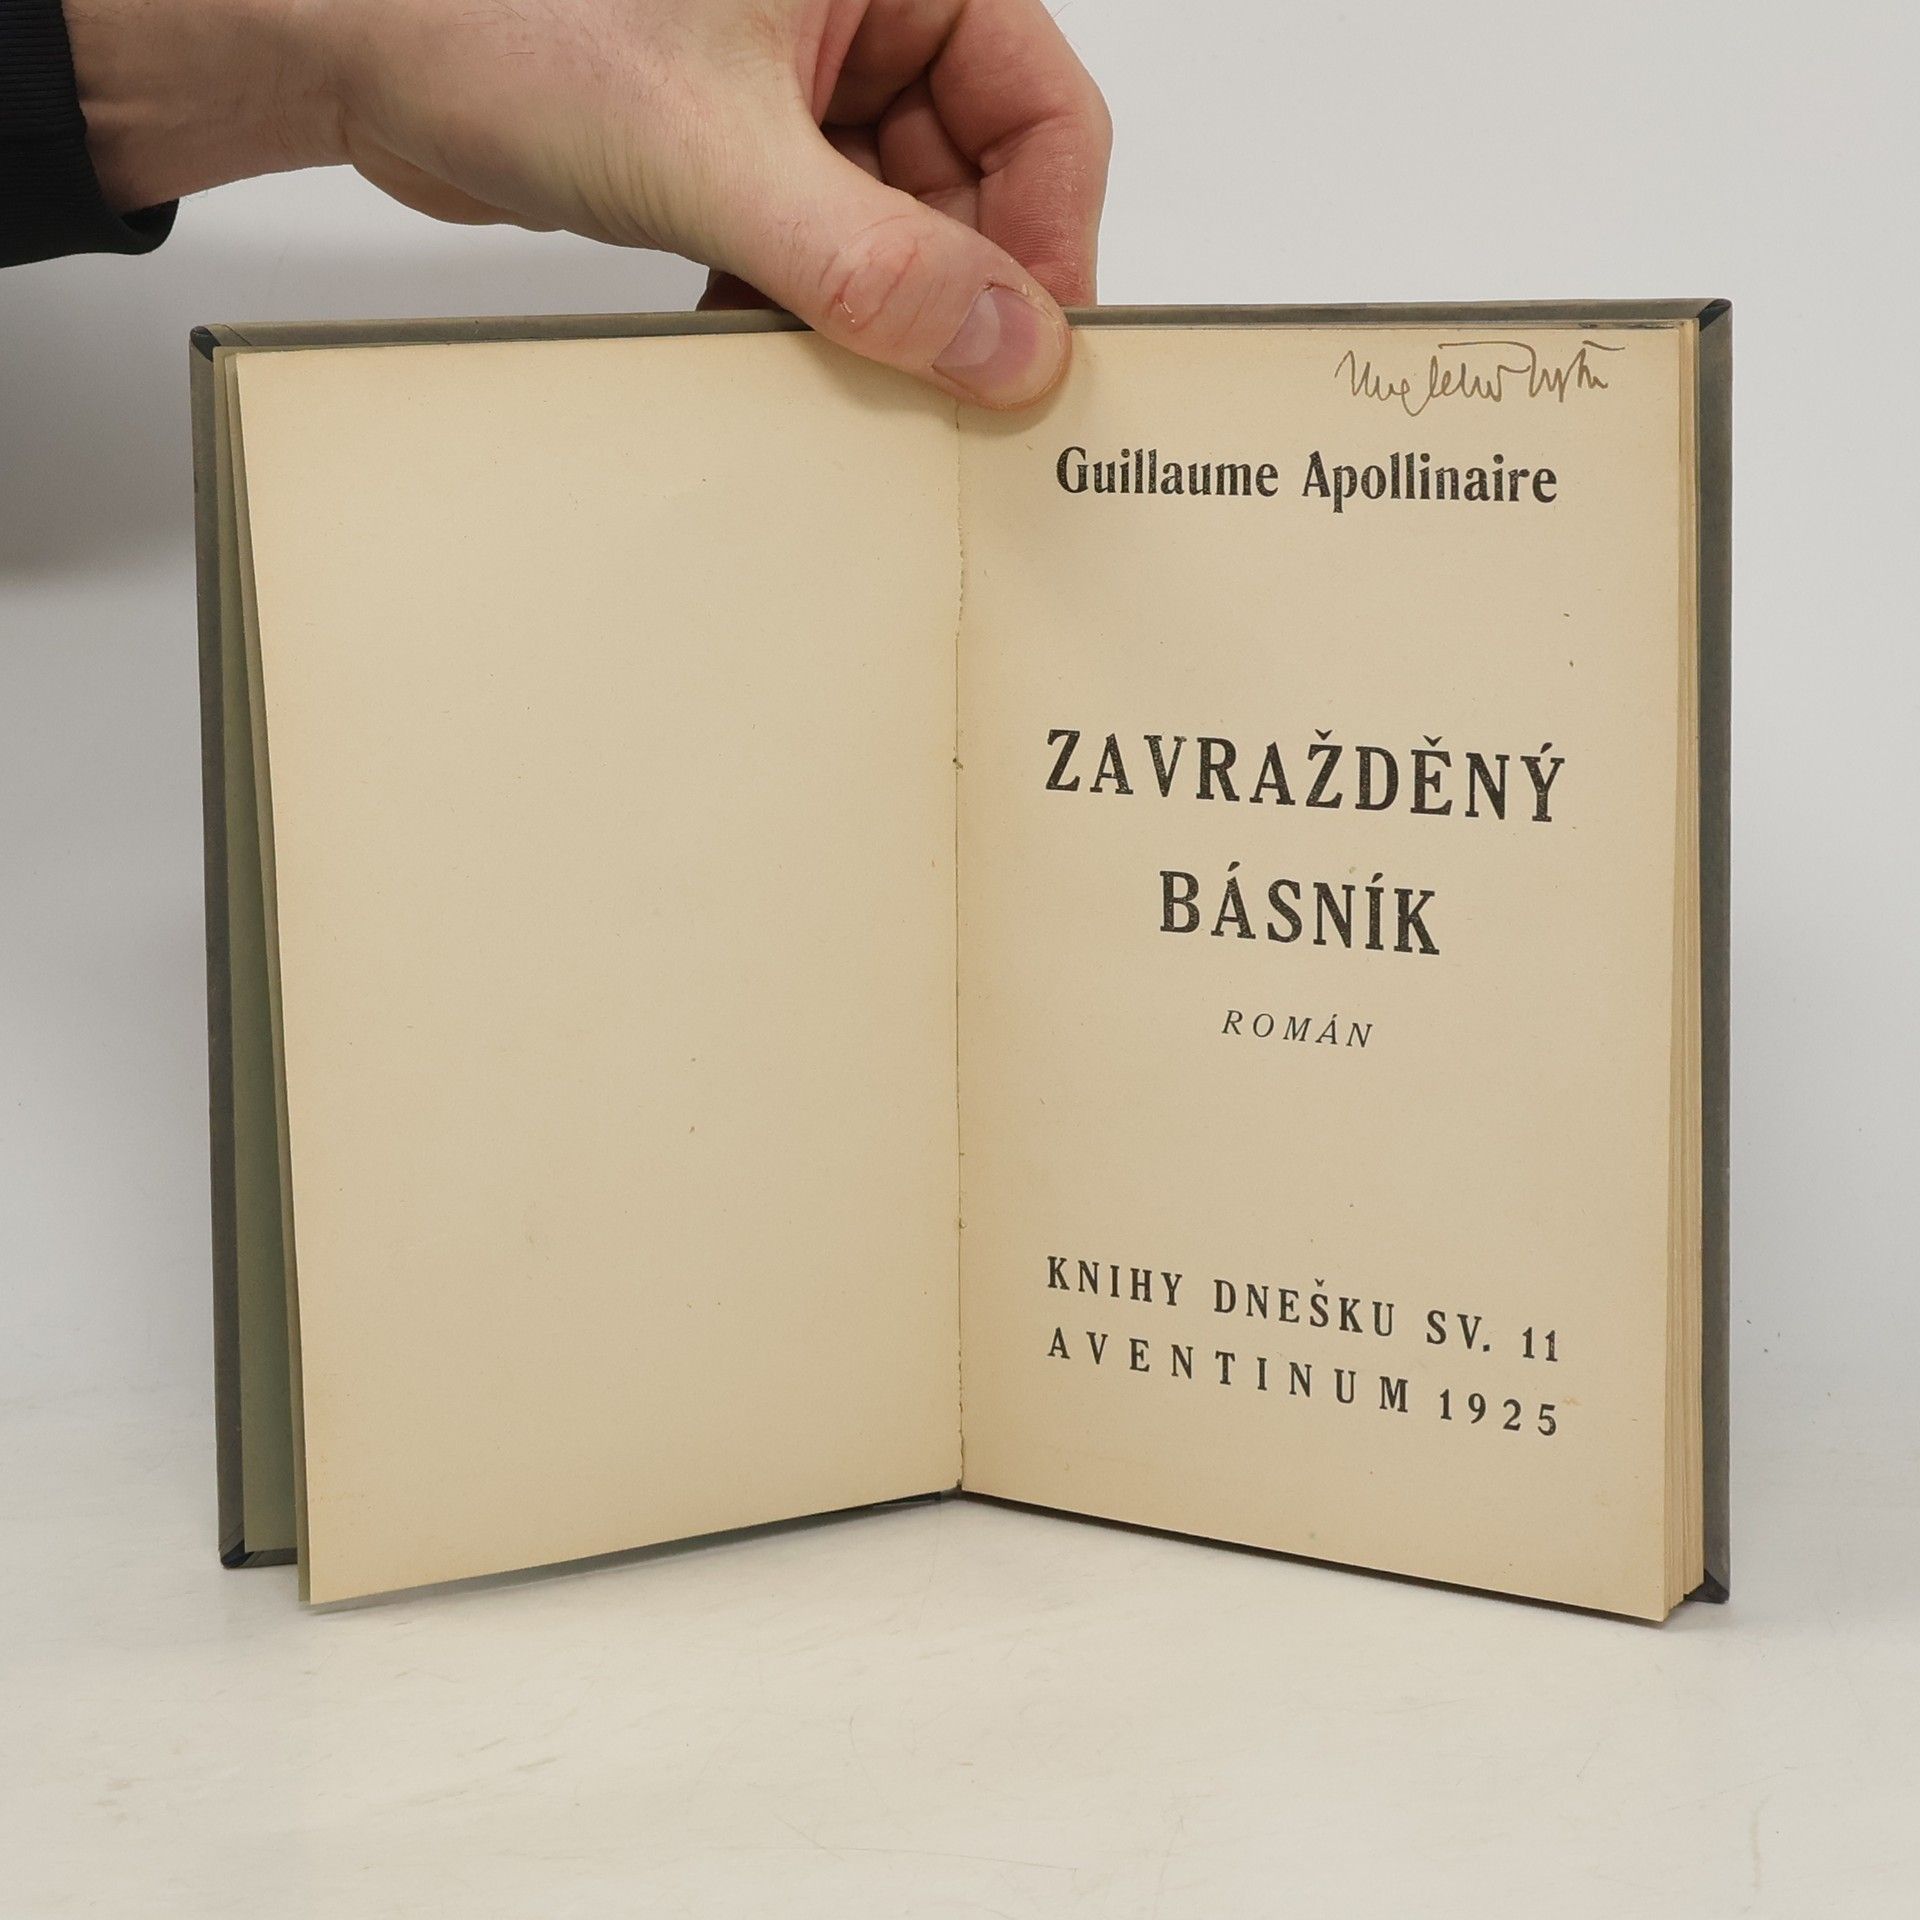 Guillaume Apollinaire
ZAVRAŽDĚNÝ
BÁSNÍK
ROMÁN
KNIHY DNEŠKU SV. 11
AVENTINUM 1925